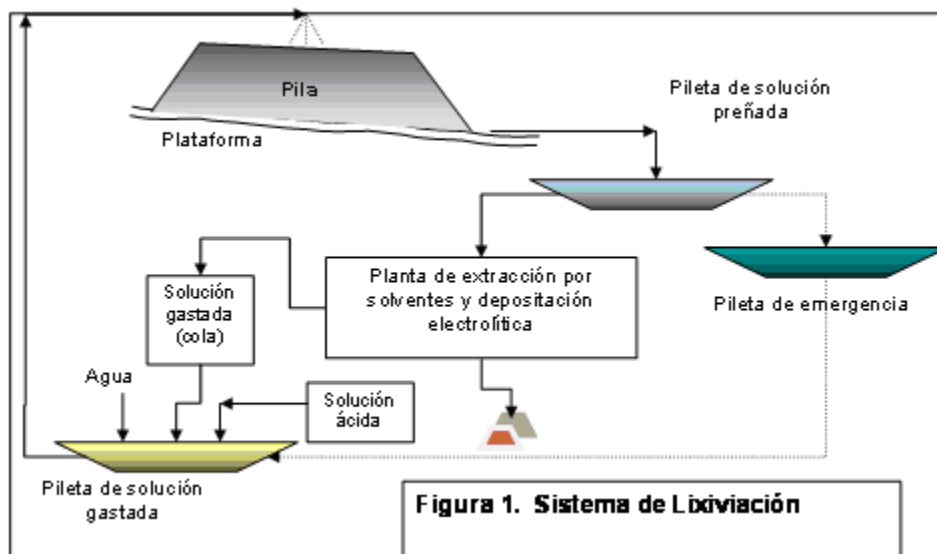 Pila
Pileta de solución
preñada
Plataforma
Planta de extracción por
solventes y depositación
electrolítica
Solución
gastada
(cola)
Pileta de emergencia
Agua
Solución
ácida
Pileta de solución
gastada
Figura 1. Sistema de Lixiviación